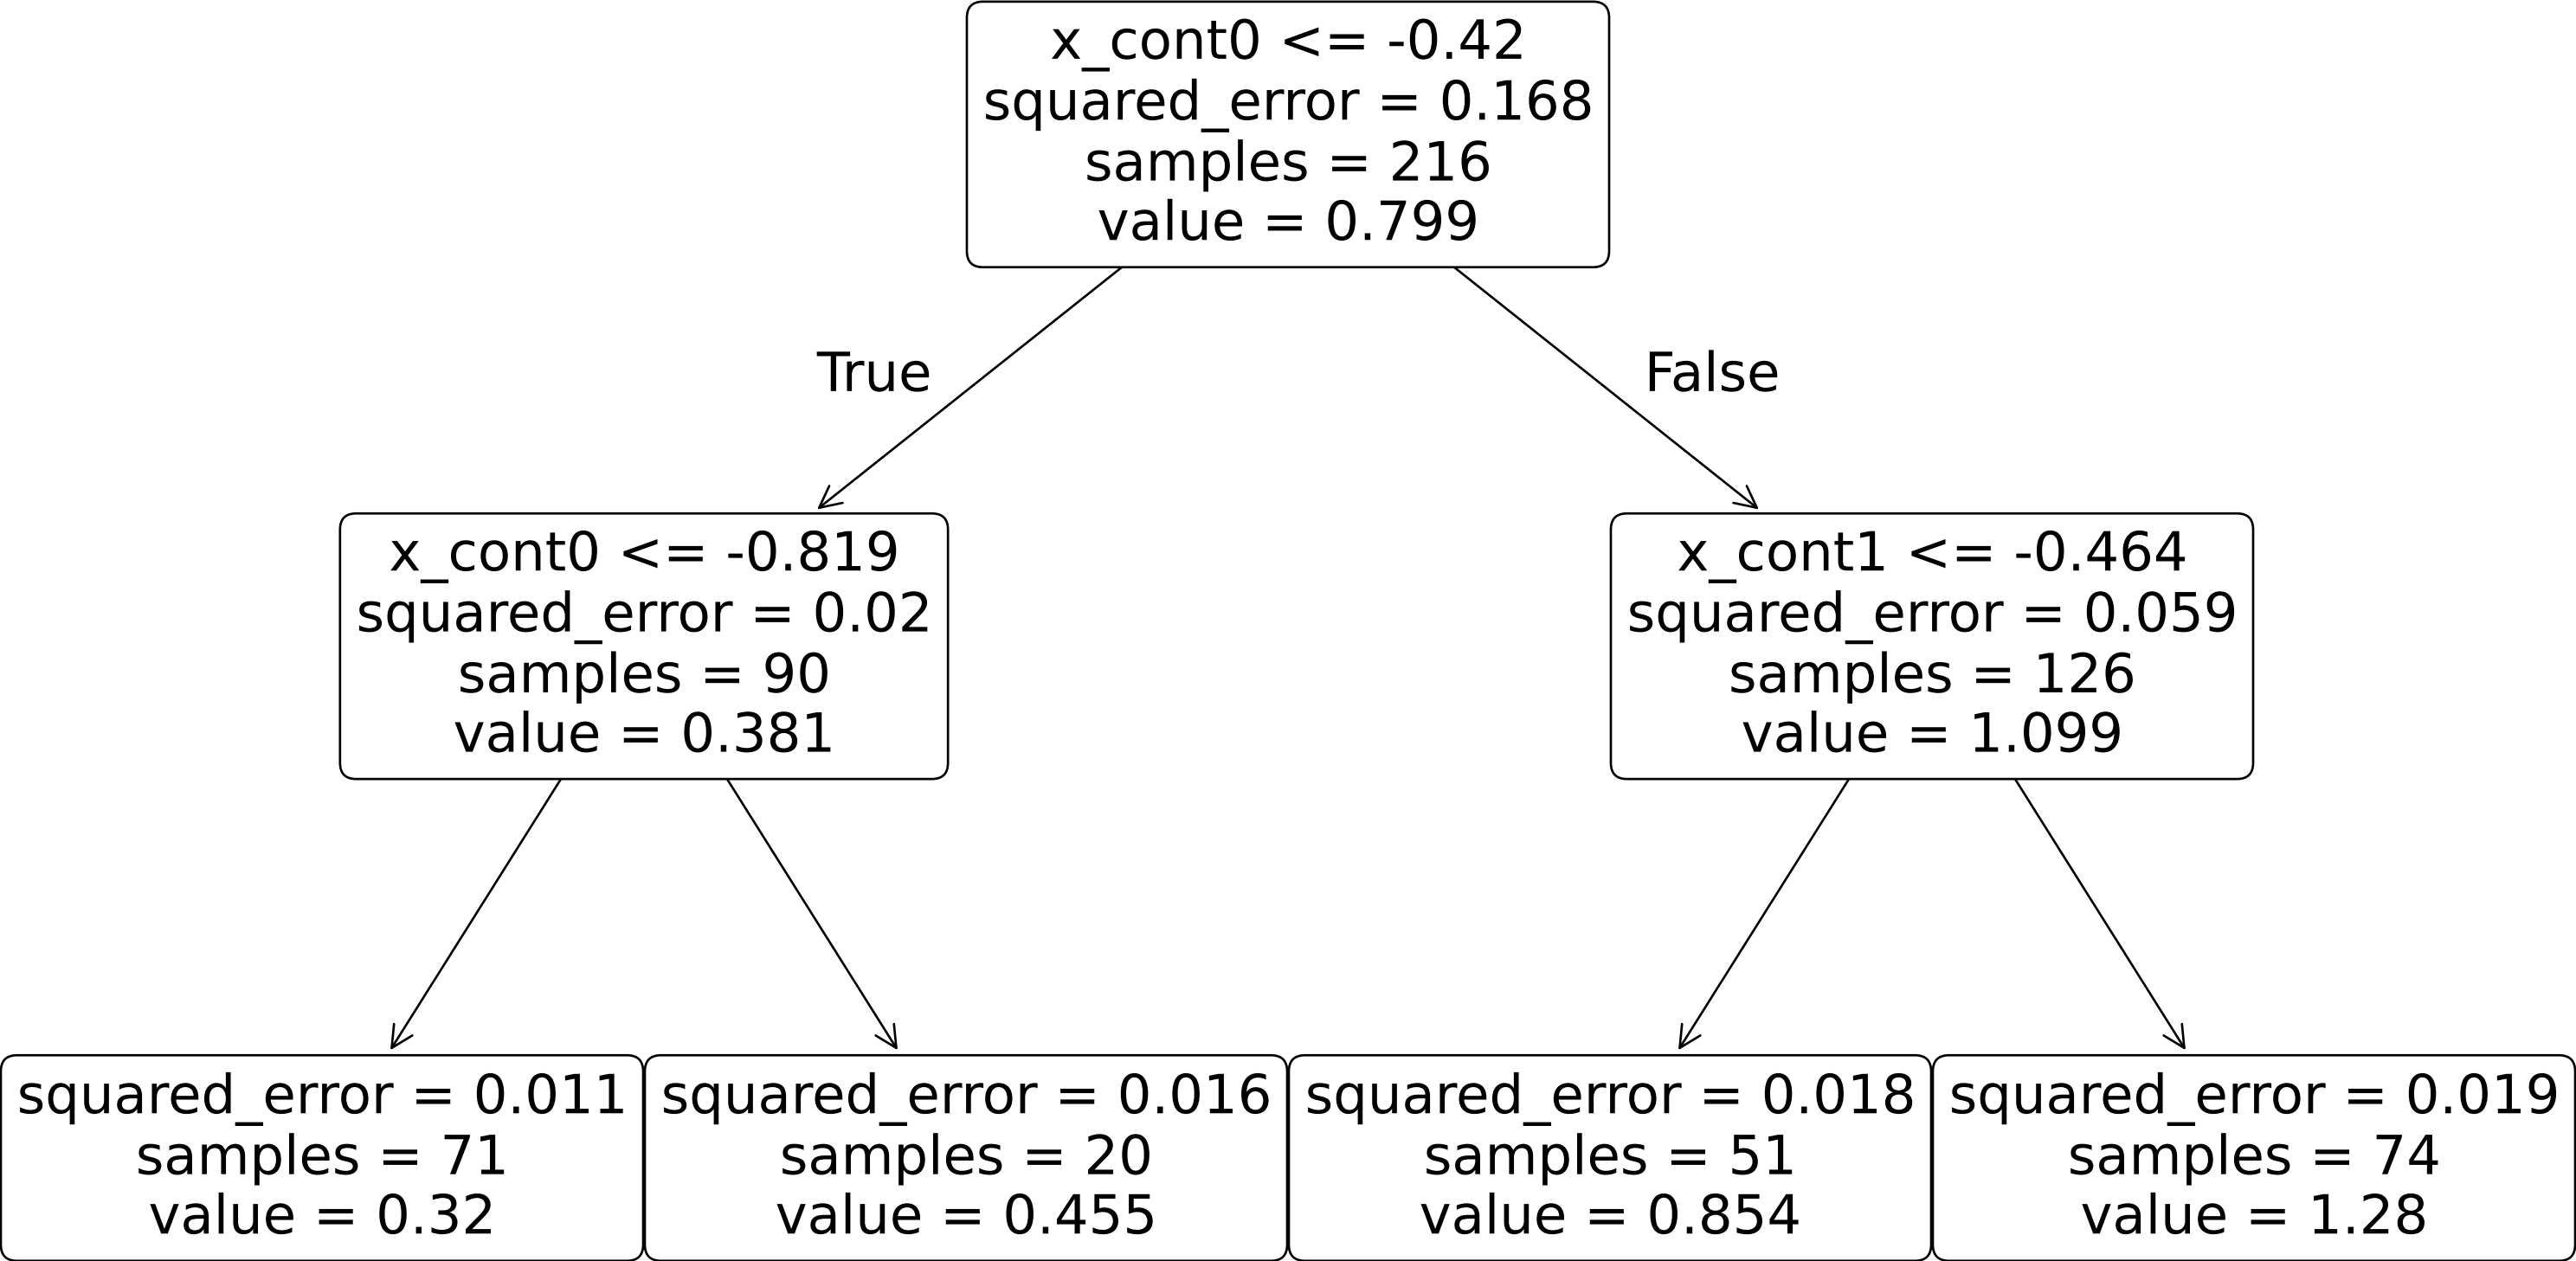 x_cont0 <= -0.42
squared_error = 0.168
samples = 216
value = 0.799
True
False
x_cont0 <= -0.819
squared_error = 0.02
samples = 90
value = 0.381
x_cont1 <= -0.464
squared_error = 0.059
samples = 126
value = 1.099
squared_error = 0.011
samples = 71
value = 0.32
squared_error = 0.016
samples = 20
value = 0.455
squared_error = 0.018
samples = 51
value = 0.854
squared_error = 0.019
samples = 74
value = 1.28